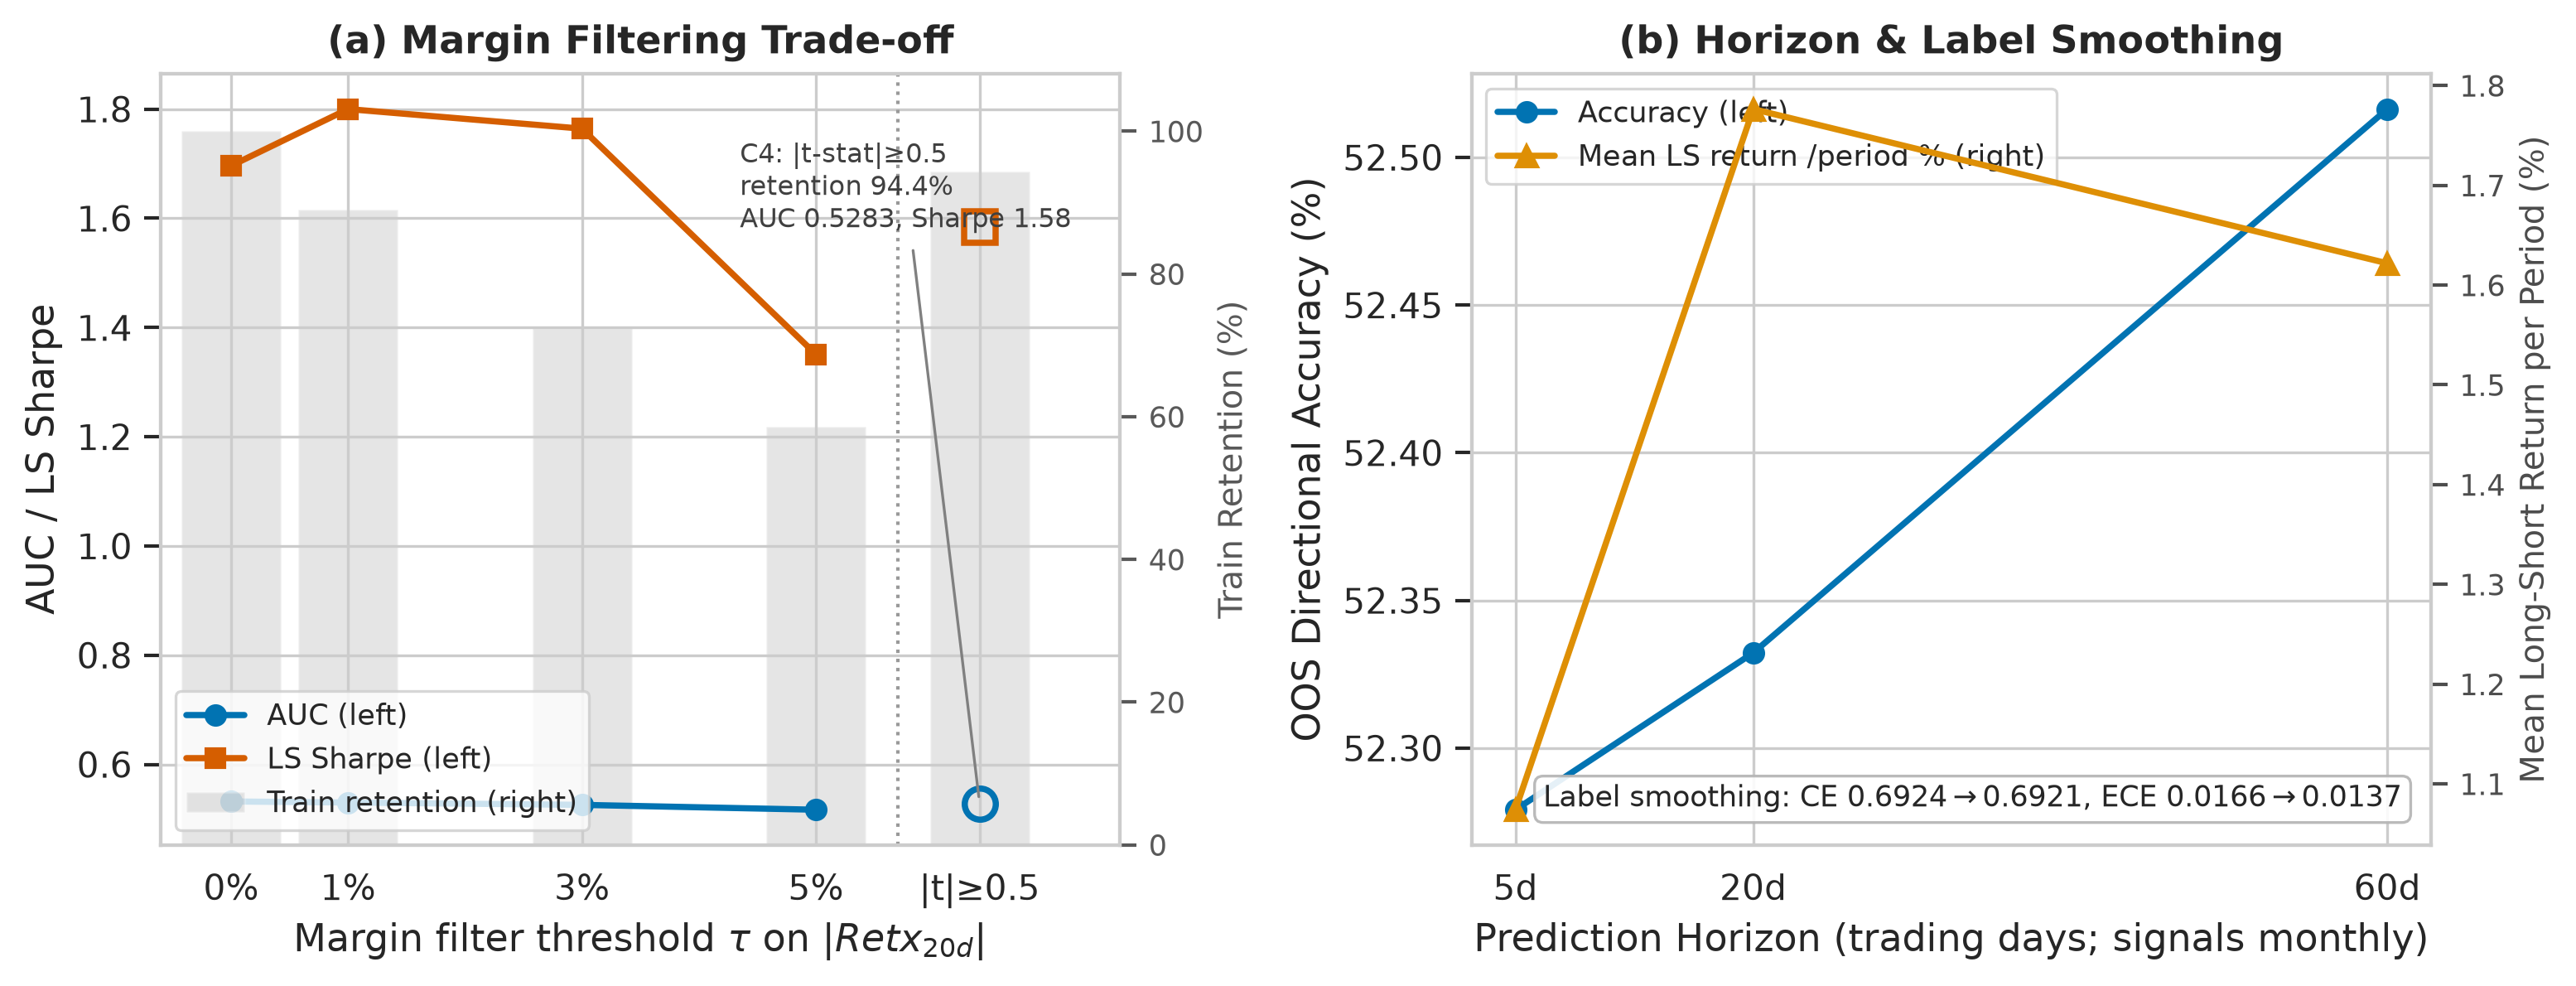 (a) Margin Filtering Trade-off
AUC / LS Sharpe
1.8
1.6
1.4
1.2
1.0
0.8
0.6
C4: |t-stat|≥0.5
retention 94.4%
AUC 0.5283, Sharpe 1.58
AUC (left)
LS Sharpe (left)
Train retention (right)
100
80
60
40
20
0
Train Retention (%)
0% 1% 3% 5% |t|≥0.5
Margin filter threshold τ on |Retx20d|
(b) Horizon & Label Smoothing
OOS Directional Accuracy (%)
52.50
52.45
52.40
52.35
52.30
Accuracy (left)
Mean LS return /period % (right)
Label smoothing: CE 0.6924→0.6921, ECE 0.0166→0.0137
1.8
1.7
1.6
1.5
1.4
1.3
1.2
1.1
Mean Long-Short Return per Period (%)
5d 20d 60d
Prediction Horizon (trading days; signals monthly)